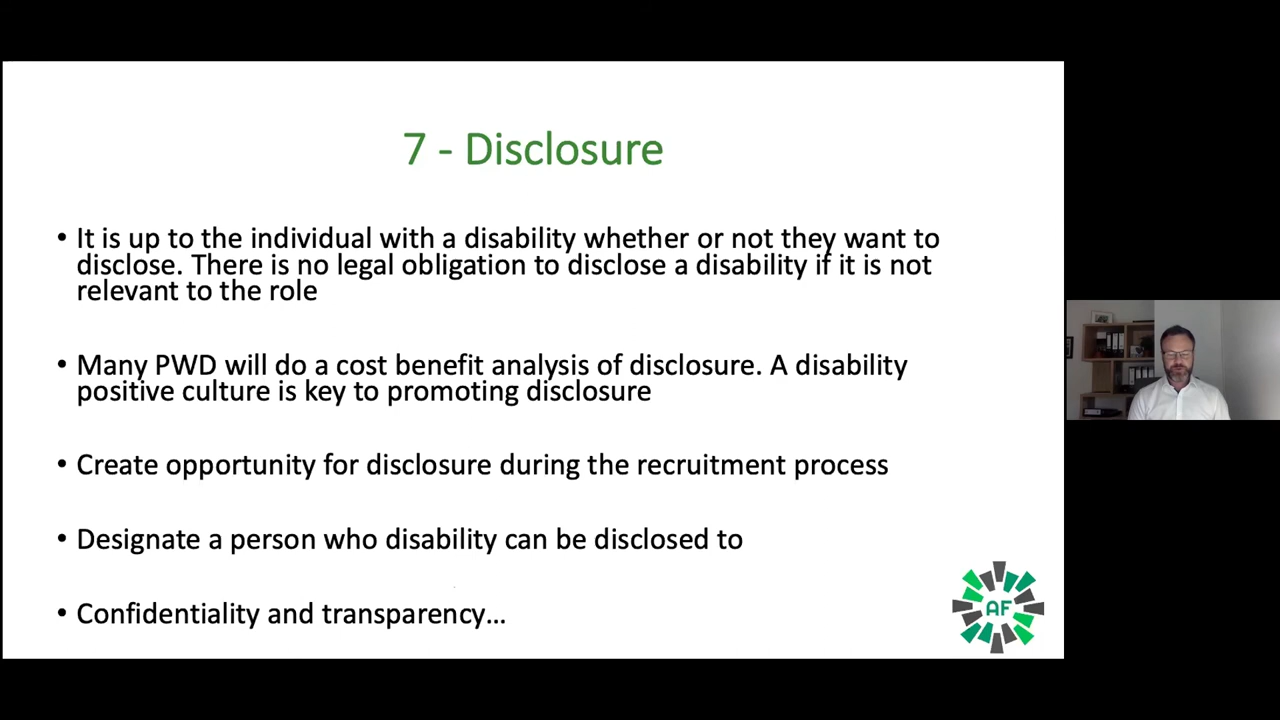 7 - Disclosure
• It is up to the individual with a disability whether or not they want to
disclose. There is no legal obligation to disclose a disability if it is not
relevant to the role
• Many PWD will do a cost benefit analysis of disclosure. A disability
positive culture is key to promoting disclosure
• Create opportunity for disclosure during the recruitment process
• Designate a person who disability can be disclosed to
• Confidentiality and transparency…
AF